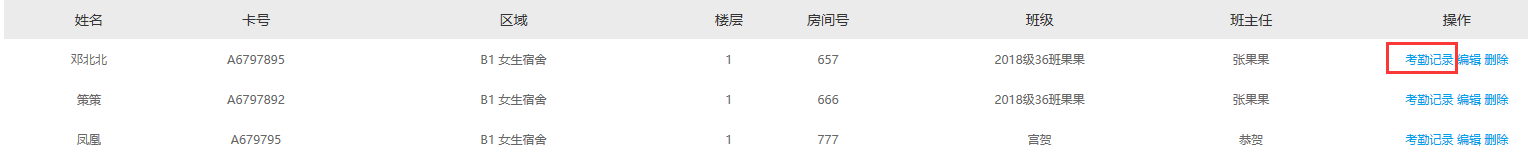 姓名 卡号 区域 楼层 房间号 班级 班主任 操作
邓北北 A6797895 B1 女生宿舍 1 657 2018级36班果果 张果果 考勤记录 编辑 删除
策策 A6797892 B1 女生宿舍 1 666 2018级36班果果 张果果 考勤记录 编辑 删除
凤凰 A679795 B1 女生宿舍 1 777 宫贺 恭贺 考勤记录 编辑 删除